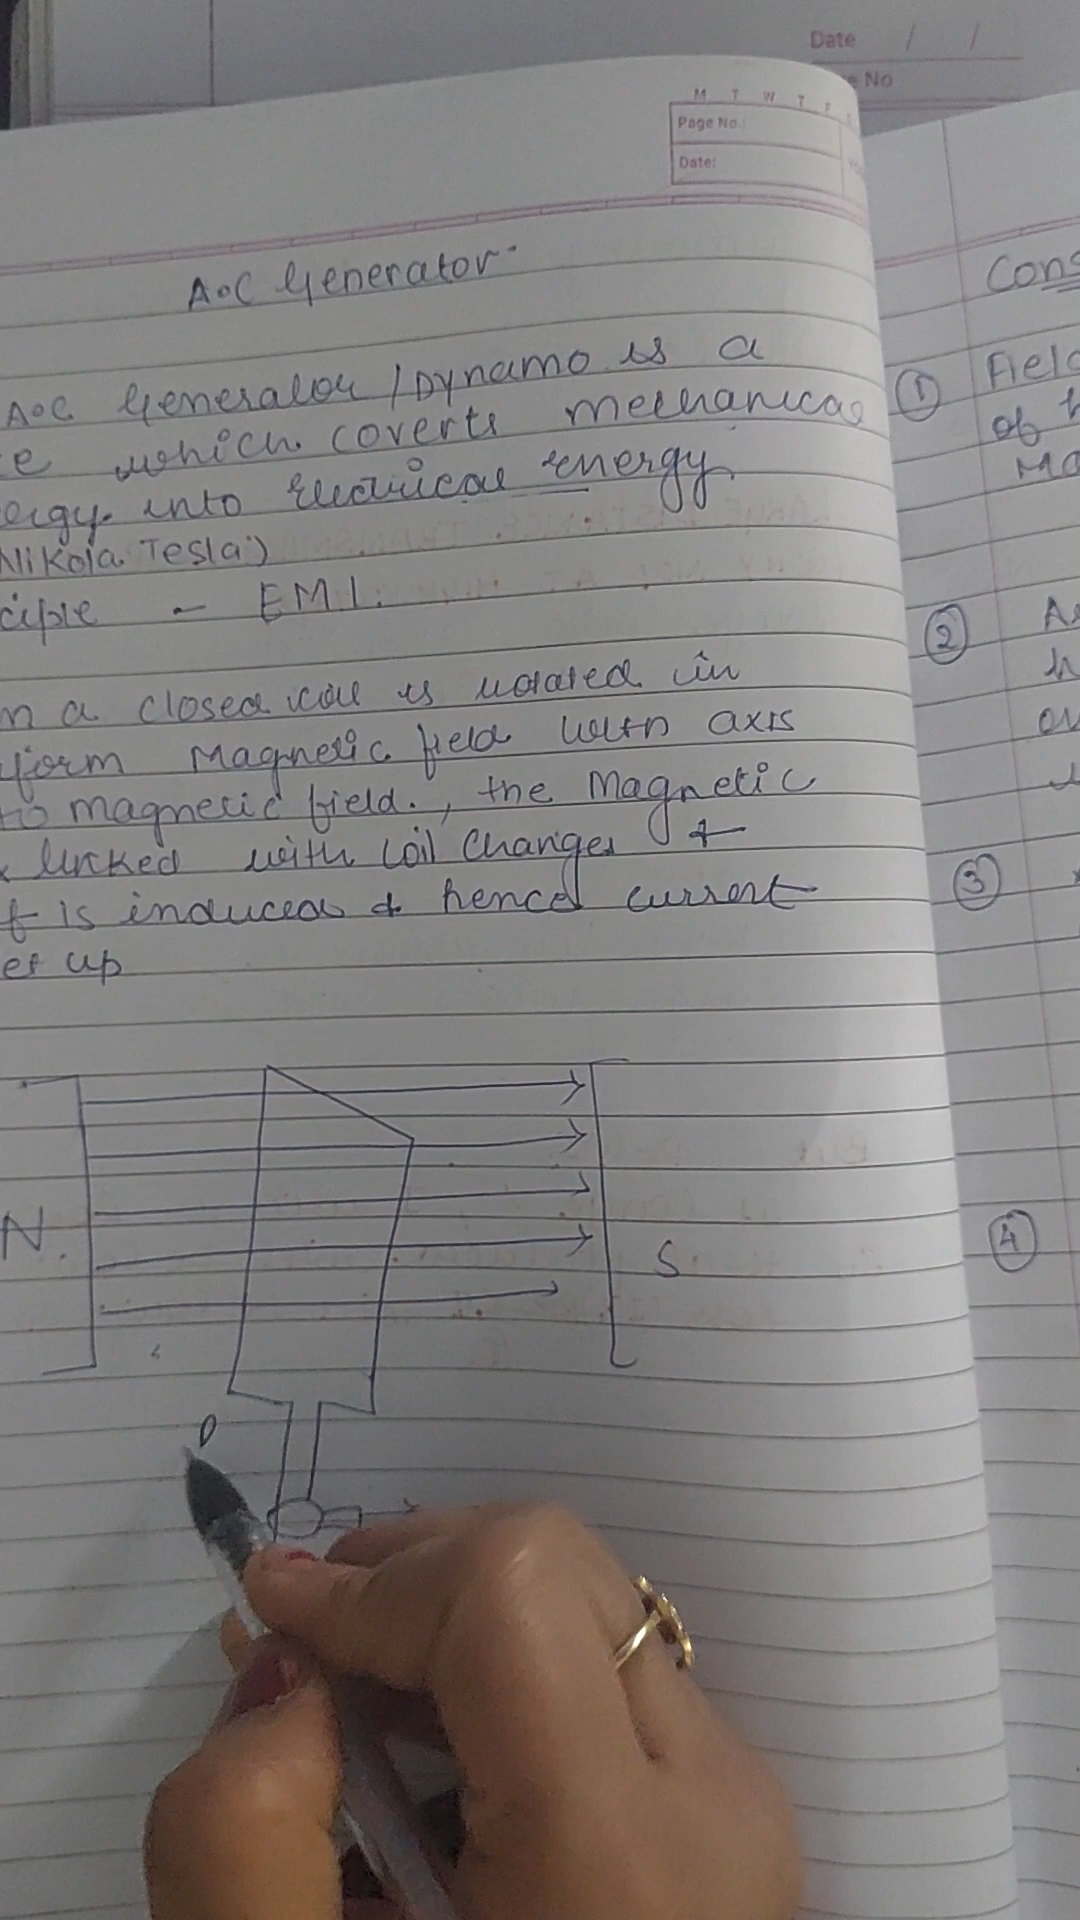 Date / /
e No
M T W T F S
Page No.:
Date:
A.C Generator
A.C. Generator / Dynamo is a
e which coverts mechanical
ergy into Electrical energy
Nikola Tesla)
ciple - EMI.
n a closed coil is rotated in
form Magnetic field with axis
to magnetic field., the Magnetic
x linked with coil changes &
f is induced & hence current
et up
N.
S
D
Cons
① Field
of h
Ma
② As
h
③
④